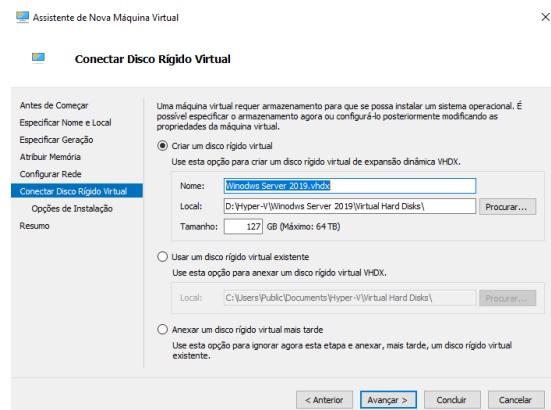 Assistente de Nova Máquina Virtual
Conectar Disco Rígido Virtual
Antes de Começar
Especificar Nome e Local
Especificar Geração
Atribuir Memória
Configurar Rede
Conectar Disco Rígido Virtual
Opções de Instalação
Resumo
Uma máquina virtual requer armazenamento para que se possa instalar um sistema operacional. É
possível especificar o armazenamento agora ou configurá-lo posteriormente modificando as
propriedades da máquina virtual.
Criar um disco rígido virtual
Use esta opção para criar um disco rígido virtual de expansão dinâmica VHDX.
Nome: Winodws Server 2019.vhdx
Local: D:\Hyper-V\Winodws Server 2019\Virtual Hard Disks\ Procurar...
Tamanho: 127 GB (Máximo: 64 TB)
Usar um disco rígido virtual existente
Use esta opção para anexar um disco rígido virtual VHDX.
Local: C:\Users\Public\Documents\Hyper-V\Virtual Hard Disks\ Procurar...
Anexar um disco rígido virtual mais tarde
Use esta opção para ignorar agora esta etapa e anexar, mais tarde, um disco rígido virtual
existente.
< Anterior Avançar > Concluir Cancelar